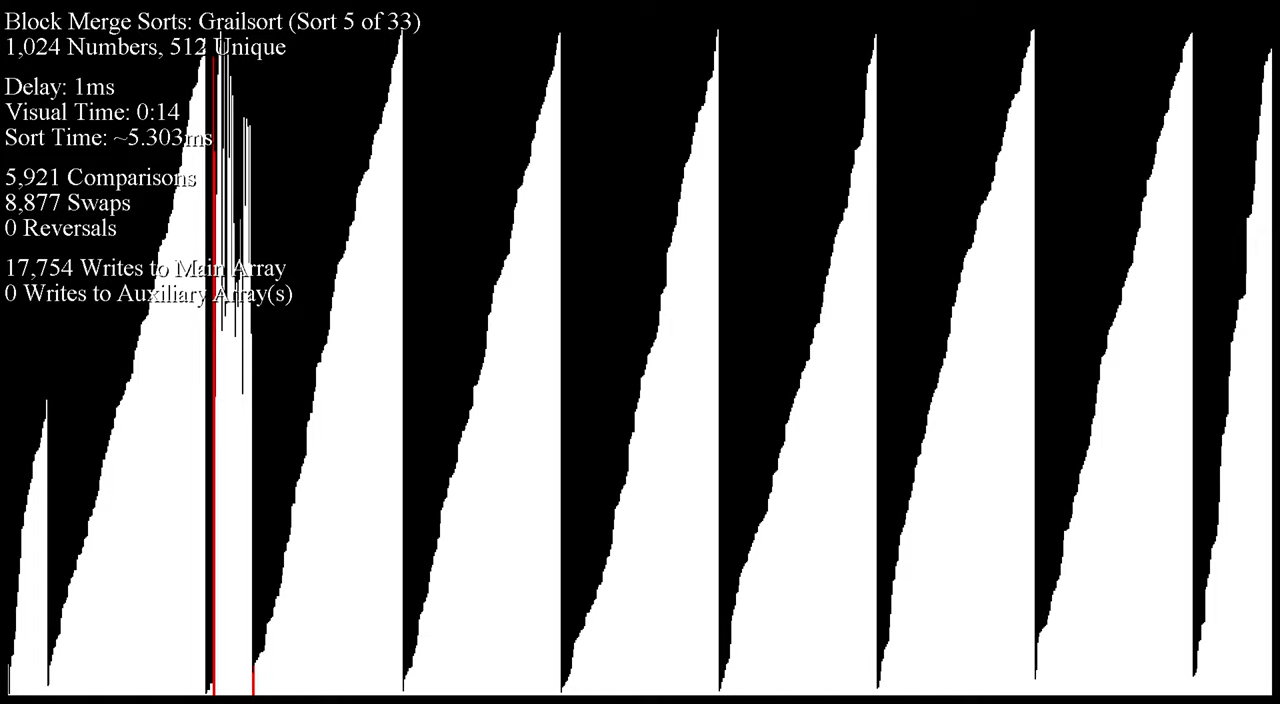 Block Merge Sorts: Grailsort (Sort 5 of 33)
1,024 Numbers, 512 Unique
Delay: 1ms
Visual Time: 0:14
Sort Time: ~5.303ms
5,921 Comparisons
8,877 Swaps
0 Reversals
17,754 Writes to Main Array
0 Writes to Auxiliary Array(s)